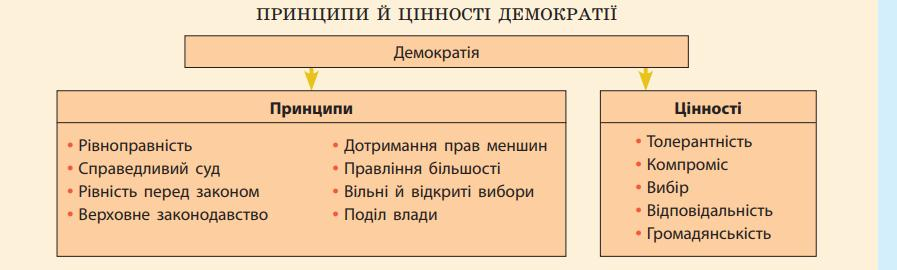 ПРИНЦИПИ Й ЦІННОСТІ ДЕМОКРАТІЇ
Демократія
Принципи
• Рівноправність
• Справедливий суд
• Рівність перед законом
• Верховне законодавство
• Дотримання прав меншин
• Правління більшості
• Вільні й відкриті вибори
• Поділ влади
Цінності
• Толерантність
• Компроміс
• Вибір
• Відповідальність
• Громадянськість